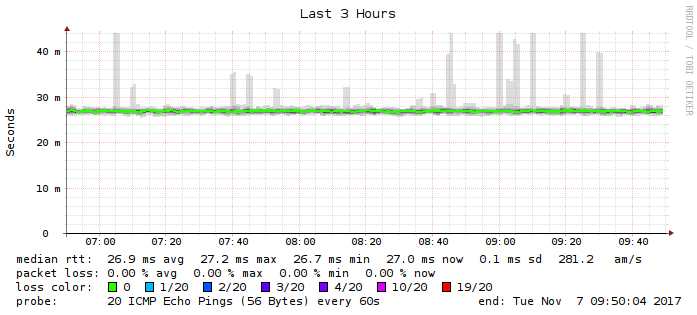 Last 3 Hours
RRDTOOL / TOBI OETIKER
Seconds
40 m
30 m
20 m
10 m
0
07:00 07:20 07:40 08:00 08:20 08:40 09:00 09:20 09:40
median rtt: 26.9 ms avg 27.2 ms max 26.7 ms min 27.0 ms now 0.1 ms sd 281.2 am/s
packet loss: 0.00 % avg 0.00 % max 0.00 % min 0.00 % now
loss color: 0 1/20 2/20 3/20 4/20 10/20 19/20
probe: 20 ICMP Echo Pings (56 Bytes) every 60s end: Tue Nov 7 09:50:04 2017